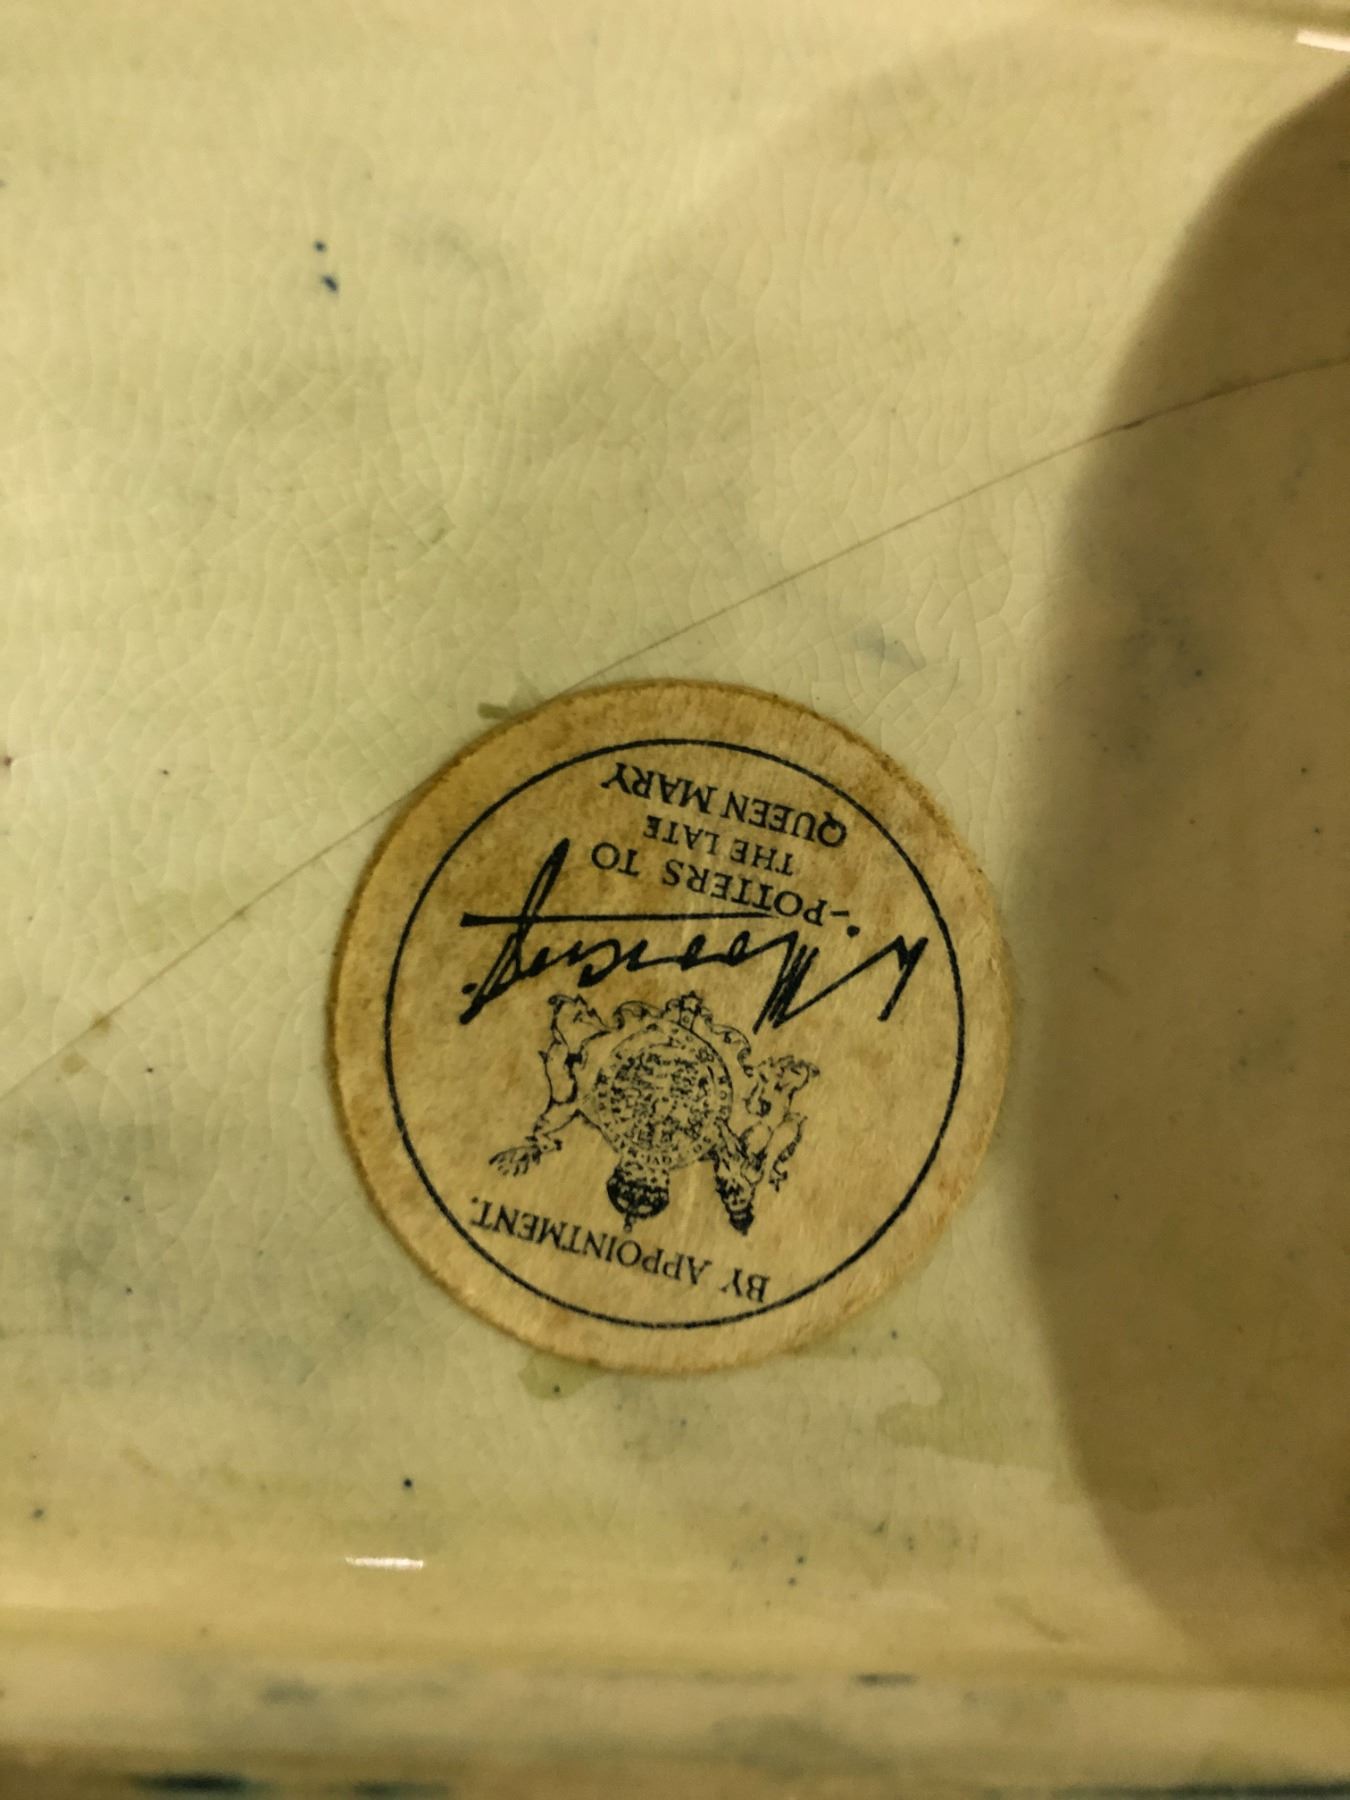 BY APPOINTMENT.
W. Moorcroft
-POTTERS TO
THE LATE
QUEEN MARY